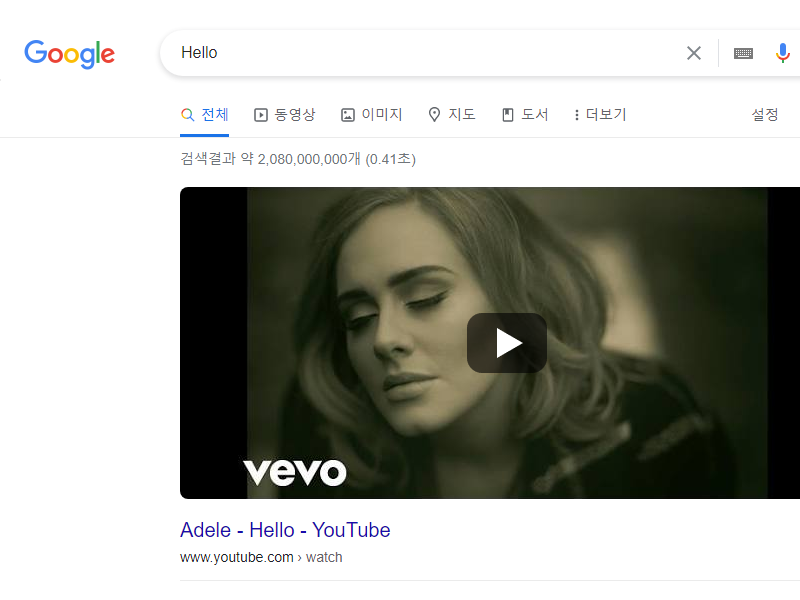 Google
Hello
전체 동영상 이미지 지도 도서 더보기 설정
검색결과 약 2,080,000,000개 (0.41초)
vevo
Adele - Hello - YouTube
www.youtube.com › watch